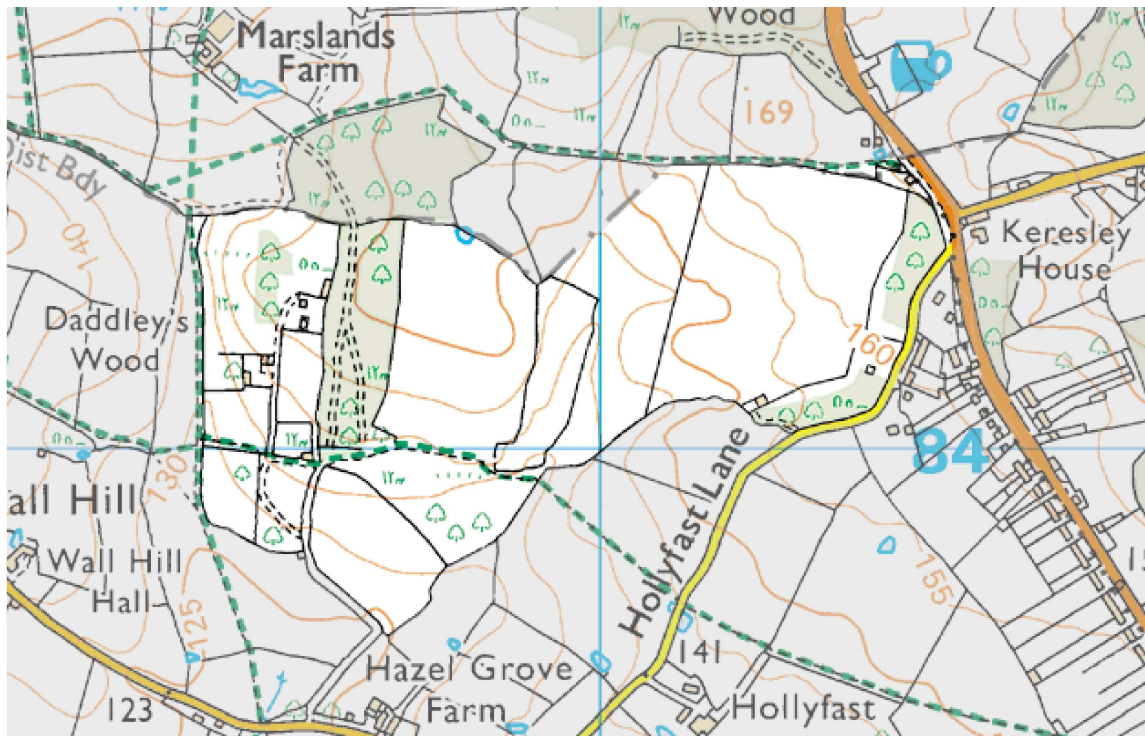 Wood
Marslands
Farm
169
Dist Bdy
Keresley
House
140
Daddley's
Wood
160
84
130
all Hill
Wall Hill
Hall
Hollyfast Lane
155
125
141
Hazel Grove
Farm
123
Hollyfast